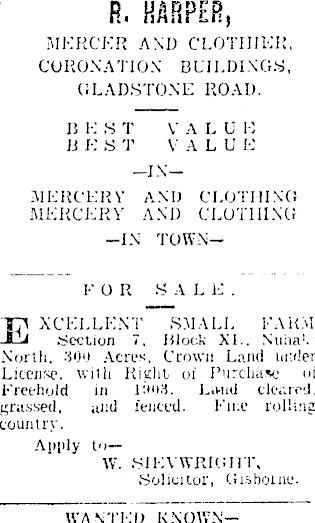 R. HARPER,
MERCER AND CLOTHIER,
CORONATION BUILDINGS,
GLADSTONE ROAD.
BEST VALUE
BEST VALUE
—IN—
MERCERY AND CLOTHING
MERCERY AND CLOTHING
—IN TOWN—
FOR SALE.
EXCELLENT SMALL FARM
Section 7, Block XI., Nuhaka
North, 300 Acres, Crown Land under
License, with Right of Purchase of
Freehold in 1903. Land cleared,
grassed, and fenced. Fine rolling
country.
Apply to—
W. SIEVWRIGHT,
Solicitor, Gisborne.
WANTED KNOWN—